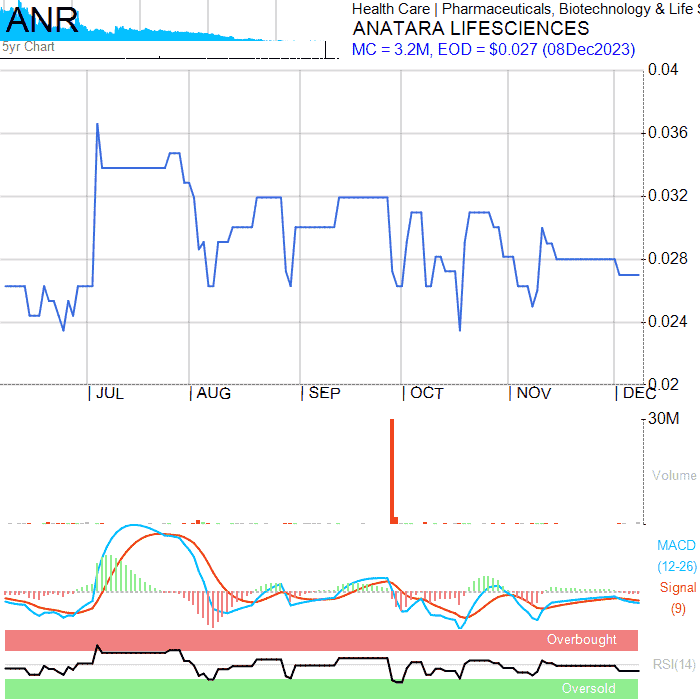 ANR
5yr Chart
Health Care | Pharmaceuticals, Biotechnology & Life S
ANATARA LIFESCIENCES
MC = 3.2M, EOD = $0.027 (08Dec2023)
0.04
0.036
0.032
0.028
0.024
0.02
JUL AUG SEP OCT NOV DEC
30M
Volume
MACD
(12-26)
Signal
(9)
Overbought
RSI(14)
Oversold